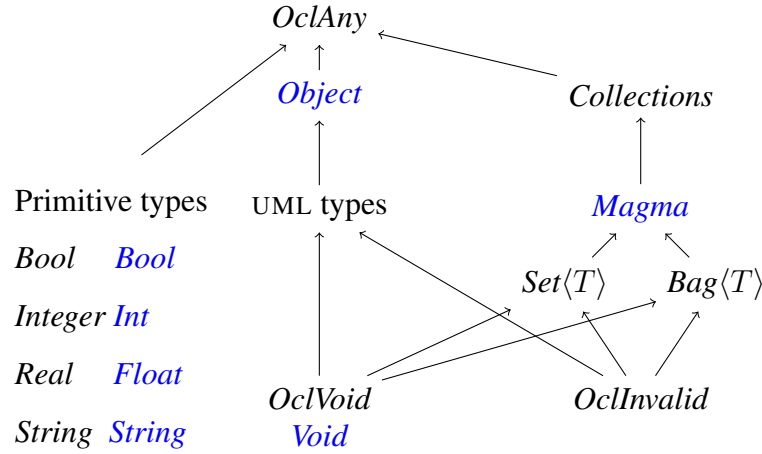 OclAny
Object
Collections
Primitive types UML types Magma
Bool Bool
Set⟨T⟩ Bag⟨T⟩
Integer Int
Real Float
OclVoid OclInvalid
String String Void